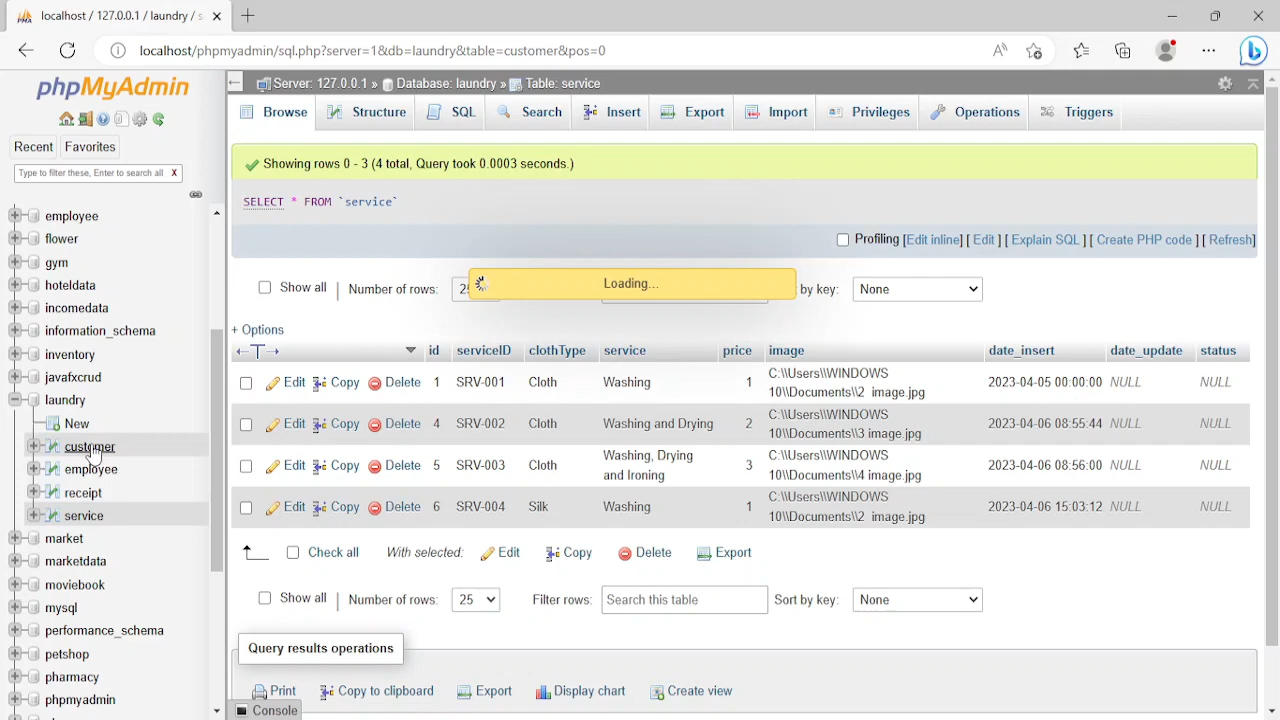 localhost / 127.0.0.1 / laundry / s
localhost/phpmyadmin/sql.php?server=1&db=laundry&table=customer&pos=0
phpMyAdmin
Recent Favorites
Type to filter these, Enter to search all X
employee
flower
gym
hoteldata
incomedata
information_schema
inventory
javafxcrud
laundry
New
customer
employee
receipt
service
market
marketdata
moviebook
mysql
performance_schema
petshop
pharmacy
phpmyadmin
Server: 127.0.0.1 » Database: laundry » Table: service
Browse Structure SQL Search Insert Export Import Privileges Operations Triggers
Showing rows 0 - 3 (4 total, Query took 0.0003 seconds.)
SELECT * FROM `service`
Profiling [Edit inline] [ Edit ] [ Explain SQL ] [ Create PHP code ] [ Refresh]
Loading...
Show all Number of rows: by key: None
+ Options
id serviceID clothType service price image date_insert date_update status
Edit Copy Delete 1 SRV-001 Cloth Washing 1 C:\\Users\\WINDOWS 10\\Documents\\2 image.jpg 2023-04-05 00:00:00 NULL NULL
Edit Copy Delete 4 SRV-002 Cloth Washing and Drying 2 C:\\Users\\WINDOWS 10\\Documents\\3 image.jpg 2023-04-06 08:55:44 NULL NULL
Edit Copy Delete 5 SRV-003 Cloth Washing, Drying and Ironing 3 C:\\Users\\WINDOWS 10\\Documents\\4 image.jpg 2023-04-06 08:56:00 NULL NULL
Edit Copy Delete 6 SRV-004 Silk Washing 1 C:\\Users\\WINDOWS 10\\Documents\\2 image.jpg 2023-04-06 15:03:12 NULL NULL
Check all With selected: Edit Copy Delete Export
Show all Number of rows: 25 Filter rows: Search this table Sort by key: None
Query results operations
Print Copy to clipboard Export Display chart Create view
Console